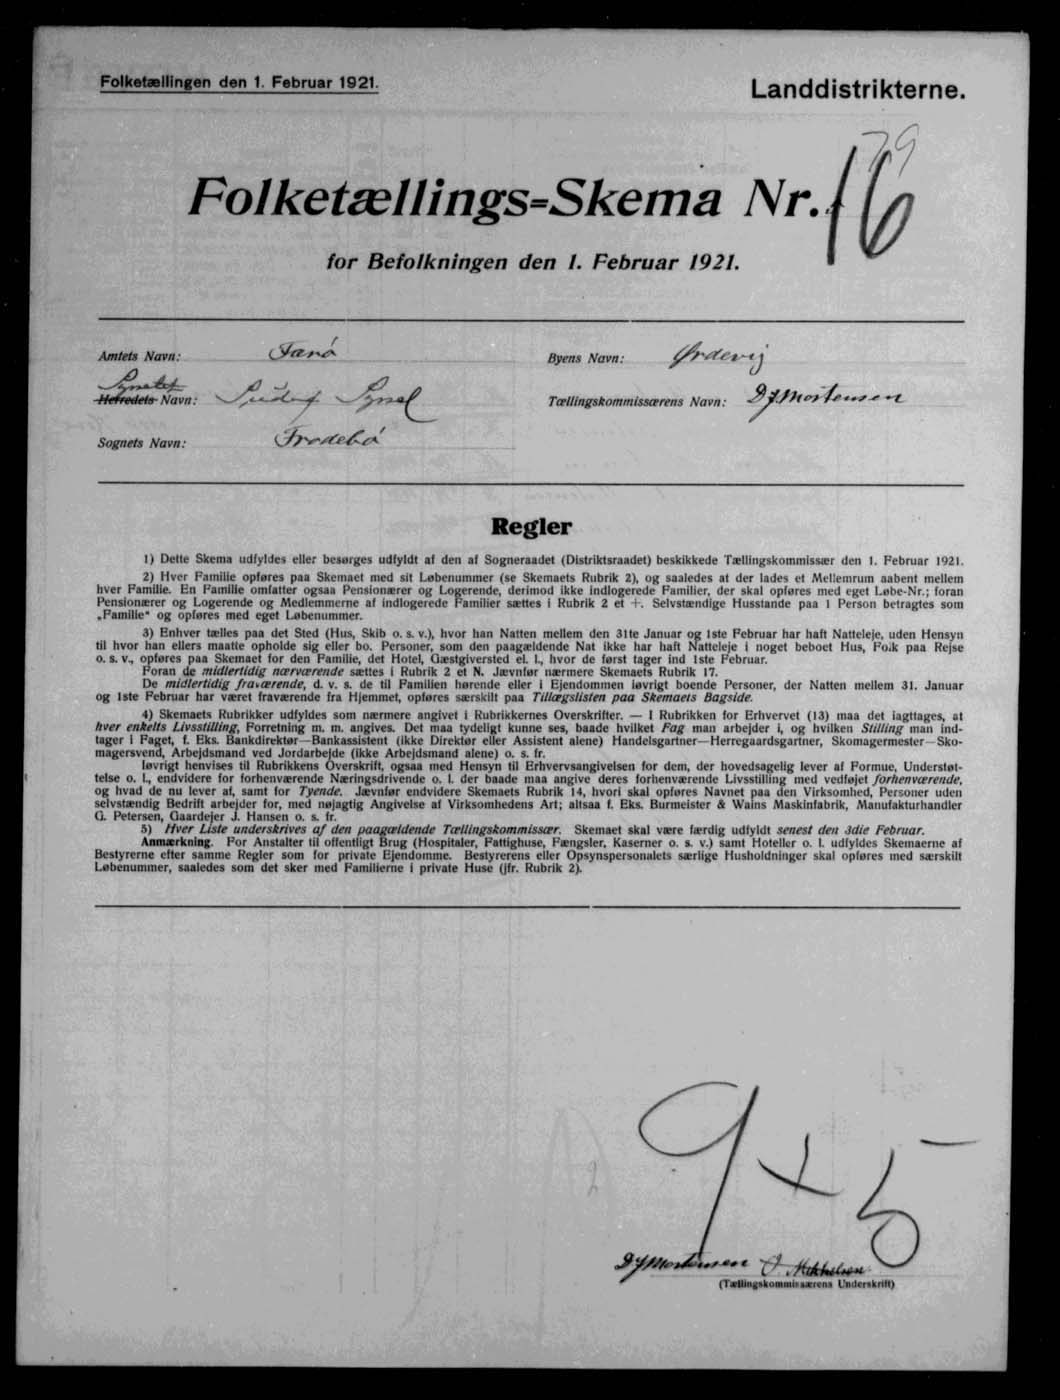 Folketællingen den 1. Februar 1921.
Landdistrikterne.
79
Folketællings=Skema Nr. 16
for Befolkningen den 1. Februar 1921.
Amtets Navn: Færø
Byens Navn: Ørdevig
Sysslet
Herredets Navn: Suderø Syssel
Tællingskommissærens Navn: DJMortensen
Sognets Navn: Frodebø
Regler
1) Dette Skema udfyldes eller besørges udfyldt af den af Sogneraadet (Distriktsraadet) beskikkede Tællingskommissær den 1. Februar 1921.
2) Hver Familie opføres paa Skemaet med sit Løbenummer (se Skemaets Rubrik 2), og saaledes at der lades et Mellemrum aabent mellem
hver Familie. En Familie omfatter ogsaa Pensionærer og Logerende, derimod ikke indlogerede Familier, der skal opføres med eget Løbe-Nr.; foran
Pensionærer og Logerende og Medlemmerne af indlogerede Familier sættes i Rubrik 2 et +. Selvstændige Husstande paa 1 Person betragtes som
„Familie“ og opføres med eget Løbenummer.
3) Enhver tælles paa det Sted (Hus, Skib o. s. v.), hvor han Natten mellem den 31te Januar og 1ste Februar har haft Natteleje, uden Hensyn
til hvor han ellers maatte opholde sig eller bo. Personer, som den paagældende Nat ikke har haft Natteleje i noget beboet Hus, Folk paa Rejse
o. s. v., opføres paa Skemaet for den Familie, det Hotel, Gæstgiversted el. l., hvor de først tager ind 1ste Februar.
Foran de midlertidig nærværende sættes i Rubrik 2 et N. Jævnfør nærmere Skemaets Rubrik 17.
De midlertidig fraværende, d. v. s. de til Familien hørende eller i Ejendommen iøvrigt boende Personer, der Natten mellem 31. Januar
og 1ste Februar har været fraværende fra Hjemmet, opføres særskilt paa Tillægslisten paa Skemaets Bagside.
4) Skemaets Rubrikker udfyldes som nærmere angivet i Rubrikkernes Overskrifter. — I Rubrikken for Erhvervet (13) maa det iagttages, at
hver enkelts Livsstilling, Forretning m. m. angives. Det maa tydeligt kunne ses, baade hvilket Fag man arbejder i, og hvilken Stilling man ind-
tager i Faget, f. Eks. Bankdirektør—Bankassistent (ikke Direktør eller Assistent alene) Handelsgartner—Herregaardsgartner, Skomagermester—Sko-
magersvend, Arbejdsmand ved Jordarbejde (ikke Arbejdsmand alene) o. s. fr.
Iøvrigt henvises til Rubrikkens Overskrift, ogsaa med Hensyn til Erhvervsangivelsen for dem, der hovedsagelig lever af Formue, Understøt-
telse o. l., endvidere for forhenværende Næringsdrivende o. l. der baade maa angive deres forhenværende Livsstilling med vedføjet forhenværende,
og hvad de nu lever af, samt for Tyende. Jævnfør endvidere Skemaets Rubrik 14, hvori skal opføres Navnet paa den Virksomhed, Personer uden
selvstændig Bedrift arbejder for, med nøjagtig Angivelse af Virksomhedens Art; altsaa f. Eks. Burmeister & Wains Maskinfabrik, Manufakturhandler
G. Petersen, Gaardejer J. Hansen o. s. fr.
5) Hver Liste underskrives af den paagældende Tællingskommissær. Skemaet skal være færdig udfyldt senest den 3die Februar.
Anmærkning. For Anstalter til offentligt Brug (Hospitaler, Fattighuse, Fængsler, Kaserner o. s. v.) samt Hoteller o. l. udfyldes Skemaerne af
Bestyrerne efter samme Regler som for private Ejendomme. Bestyrerens eller Opsynspersonalets særlige Husholdninger skal opføres med særskilt
Løbenummer, saaledes som det sker med Familierne i private Huse (jfr. Rubrik 2).
9 + 5
2
DJMortensen O. Mikkelsen
(Tællingskommissærens Underskrift)